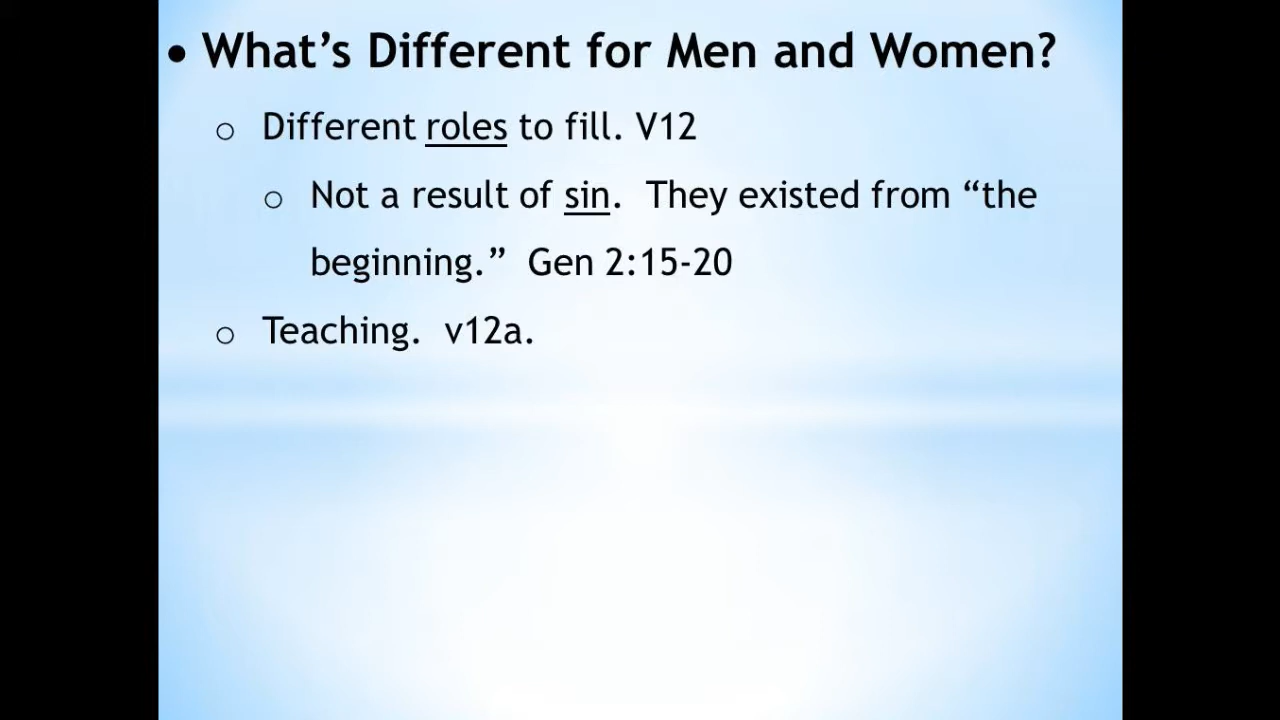 • What’s Different for Men and Women?
o Different roles to fill. V12
o Not a result of sin.  They existed from “the
beginning.”  Gen 2:15-20
o Teaching.  v12a.